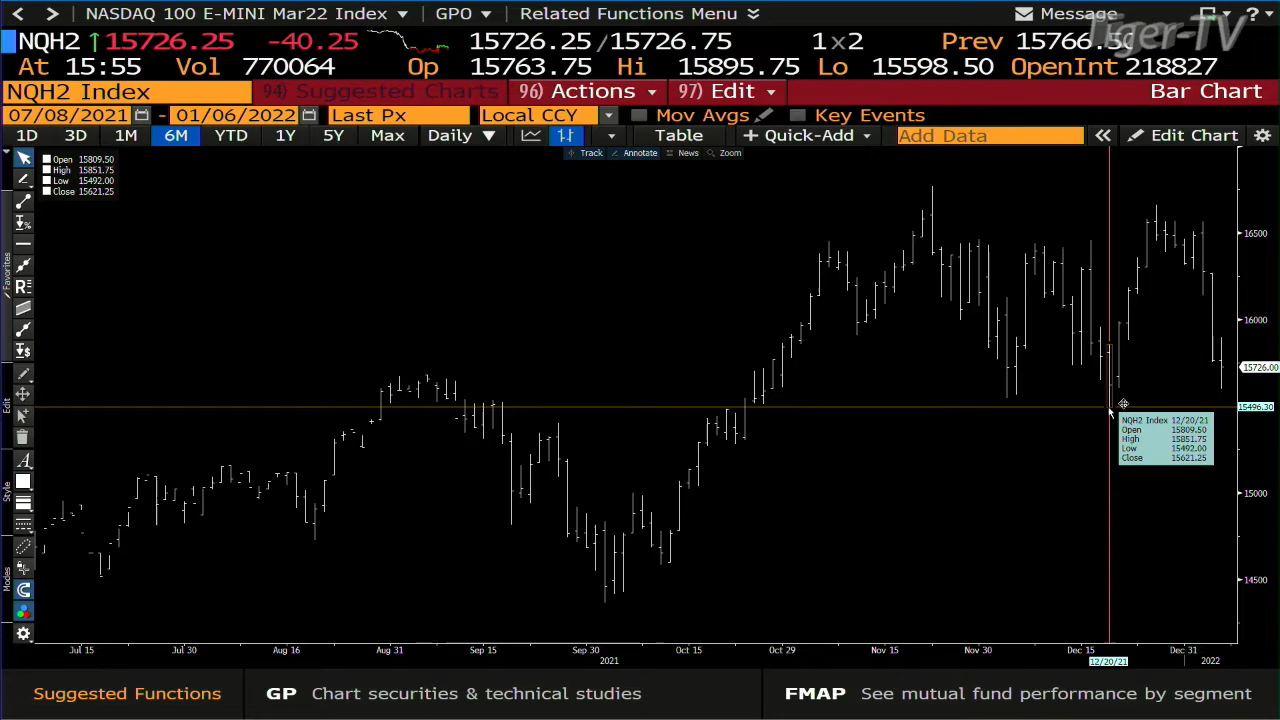 NASDAQ 100 E-MINI Mar22 Index GPO Related Functions Menu Message ?
Tiger-TV
NQH2 ↑15726.25 -40.25 15726.25/15726.75 1x2 Prev 15766.50
At 15:55 Vol 770064 Op 15763.75 Hi 15895.75 Lo 15598.50 OpenInt 218827
NQH2 Index 94) Suggested Charts 96) Actions 97) Edit Bar Chart
07/08/2021 - 01/06/2022 Last Px Local CCY Mov Avgs Key Events
1D 3D 1M 6M YTD 1Y 5Y Max Daily ▼ Table + Quick-Add Add Data « Edit Chart
Track Annotate News Zoom
Open 15809.50
High 15851.75
Low 15492.00
Close 15621.25
Favorites
Edit
Style
Modes
16500
16000
15726.00
15496.30
15000
14500
NQH2 Index 12/20/21
Open 15809.50
High 15851.75
Low 15492.00
Close 15621.25
Jul 15 Jul 30 Aug 16 Aug 31 Sep 15 Sep 30 Oct 15 Oct 29 Nov 15 Nov 30 Dec 15 Dec 31
2021 12/20/21 2022
Suggested Functions GP Chart securities & technical studies FMAP See mutual fund performance by segment